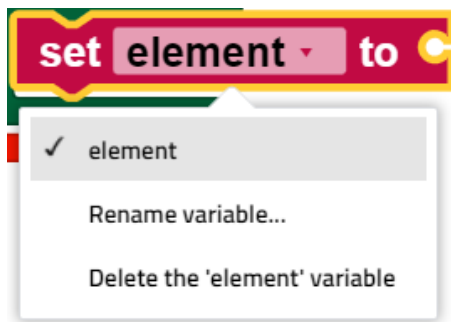 set element to
element
Rename variable...
Delete the 'element' variable